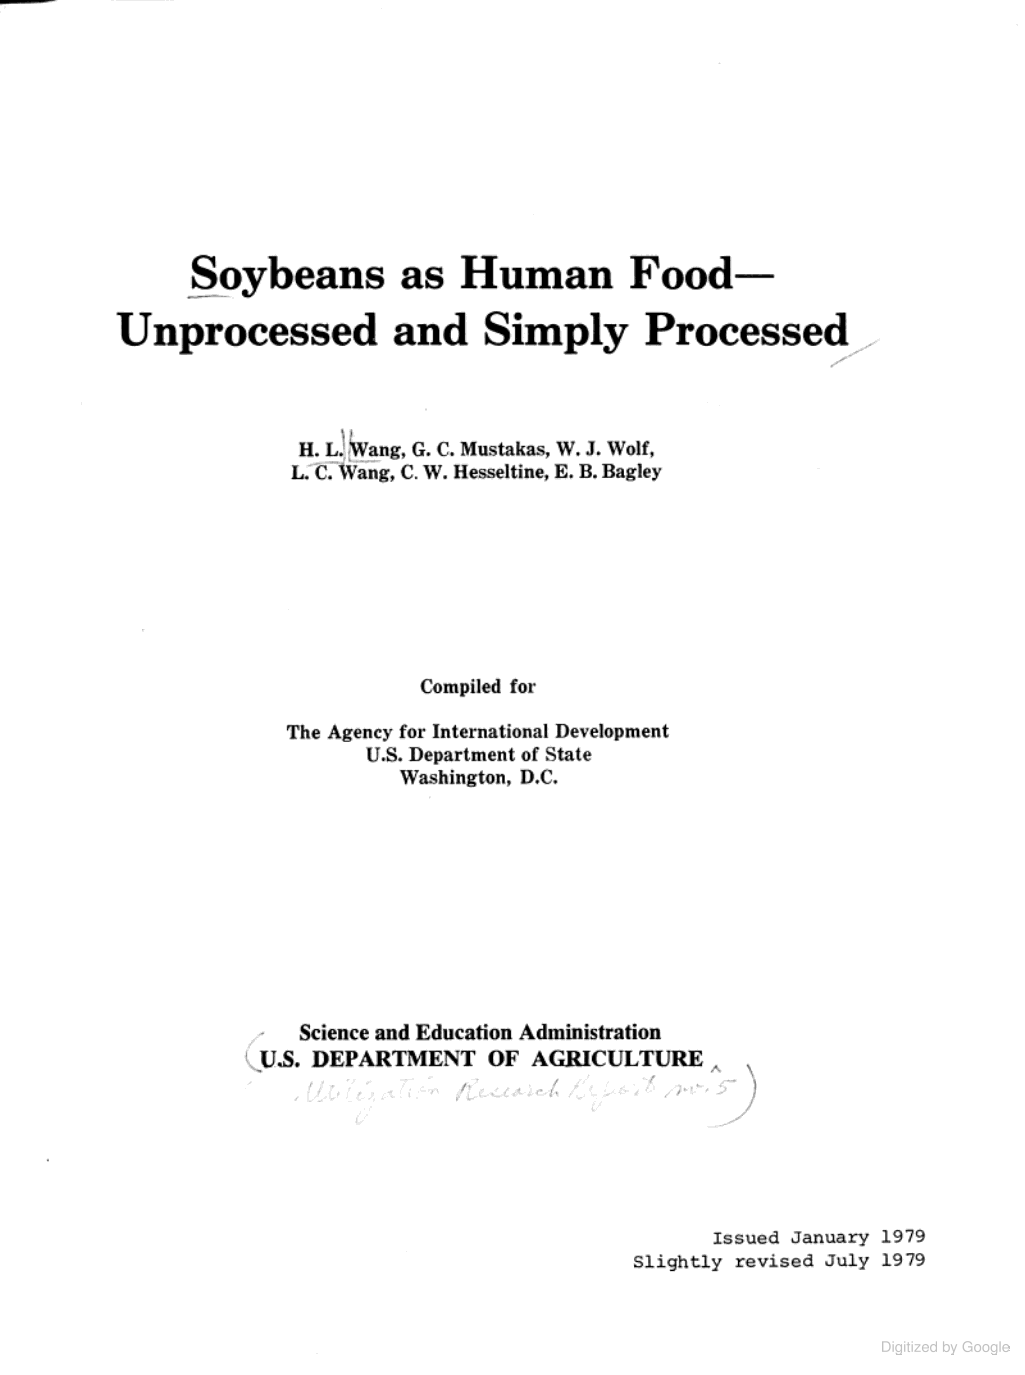 Soybeans as Human Food—
Unprocessed and Simply Processed
H. L. Wang, G. C. Mustakas, W. J. Wolf,
L. C. Wang, C. W. Hesseltine, E. B. Bagley
Compiled for
The Agency for International Development
U.S. Department of State
Washington, D.C.
Science and Education Administration
(U.S. DEPARTMENT OF AGRICULTURE
Utilization Research Report no. 5)
Issued January 1979
Slightly revised July 1979
Digitized by Google